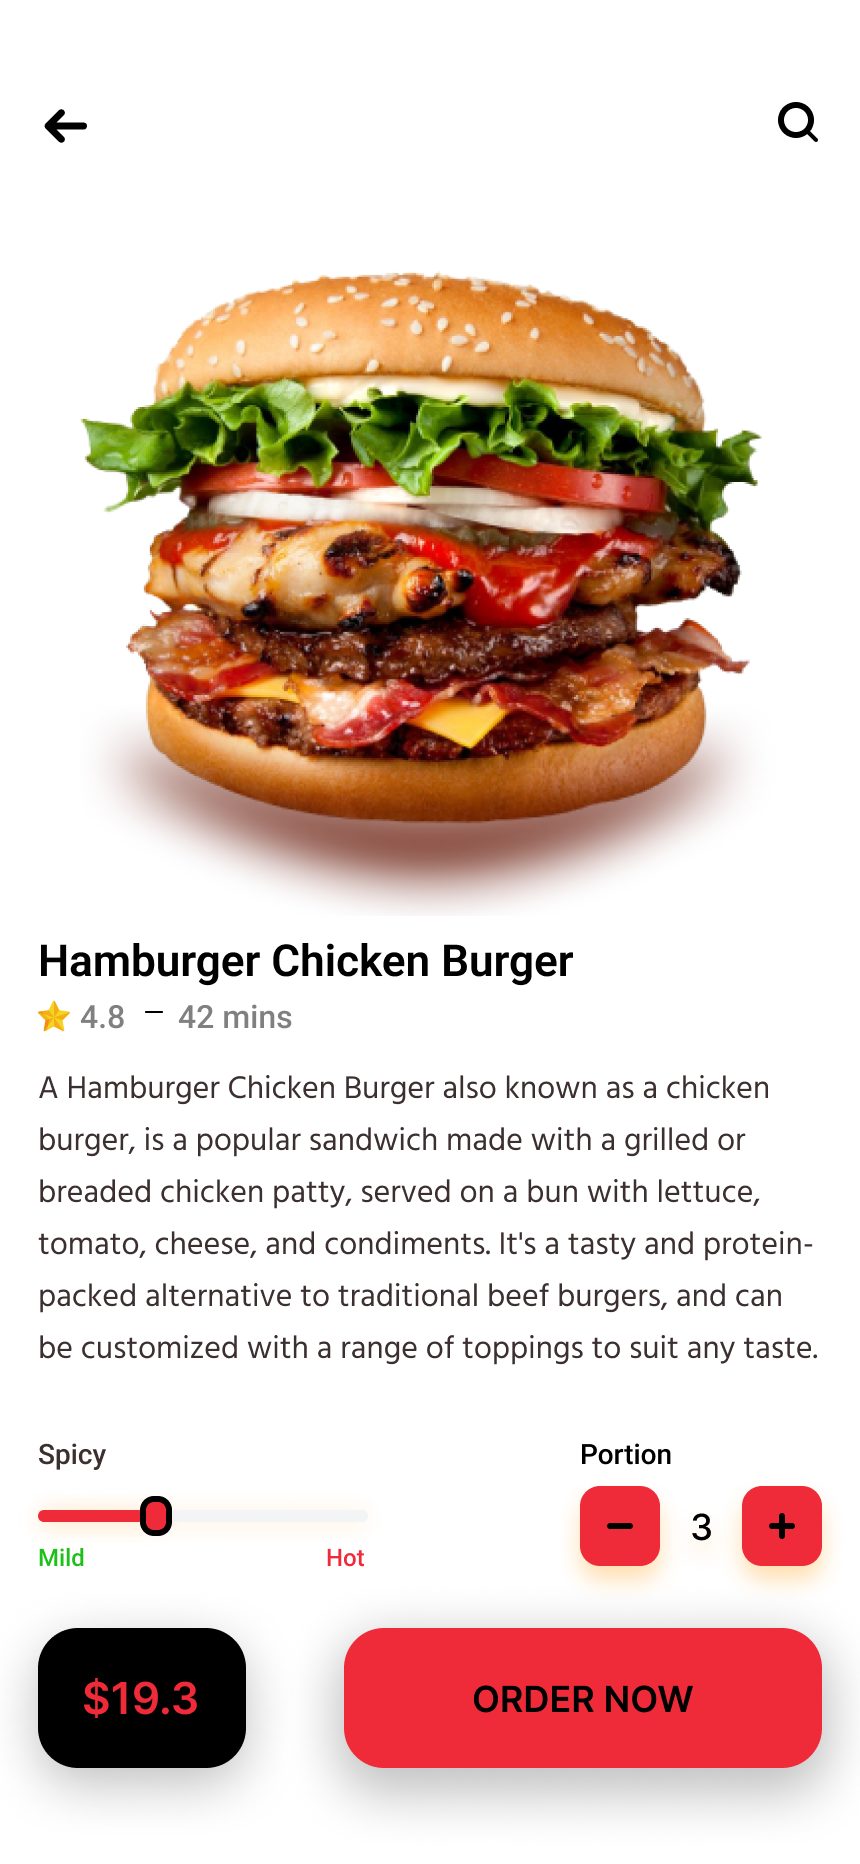 Hamburger Chicken Burger
4.8 – 42 mins
A Hamburger Chicken Burger also known as a chicken
burger, is a popular sandwich made with a grilled or
breaded chicken patty, served on a bun with lettuce,
tomato, cheese, and condiments. It's a tasty and protein-
packed alternative to traditional beef burgers, and can
be customized with a range of toppings to suit any taste.
Spicy
Mild Hot
Portion
3
$19.3
ORDER NOW